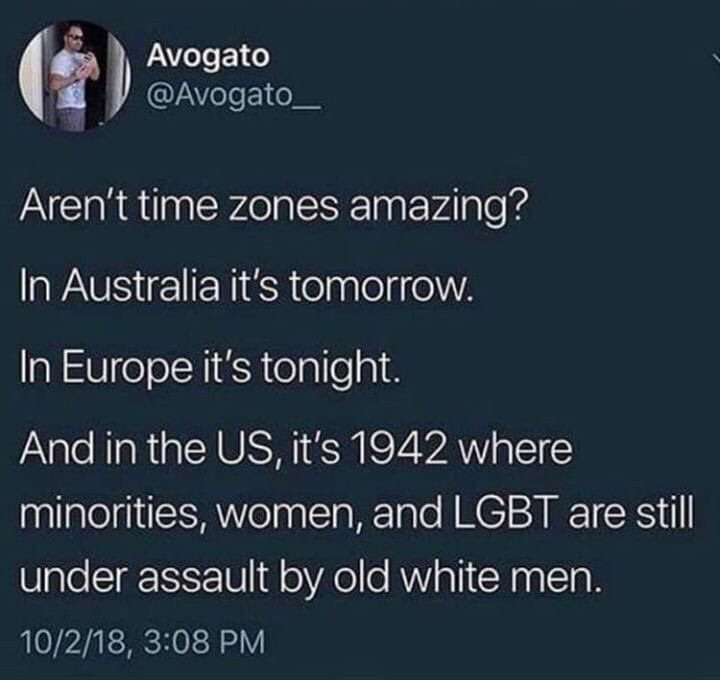 Avogato
@Avogato__
Aren't time zones amazing?
In Australia it's tomorrow.
In Europe it's tonight.
And in the US, it's 1942 where
minorities, women, and LGBT are still
under assault by old white men.
10/2/18, 3:08 PM